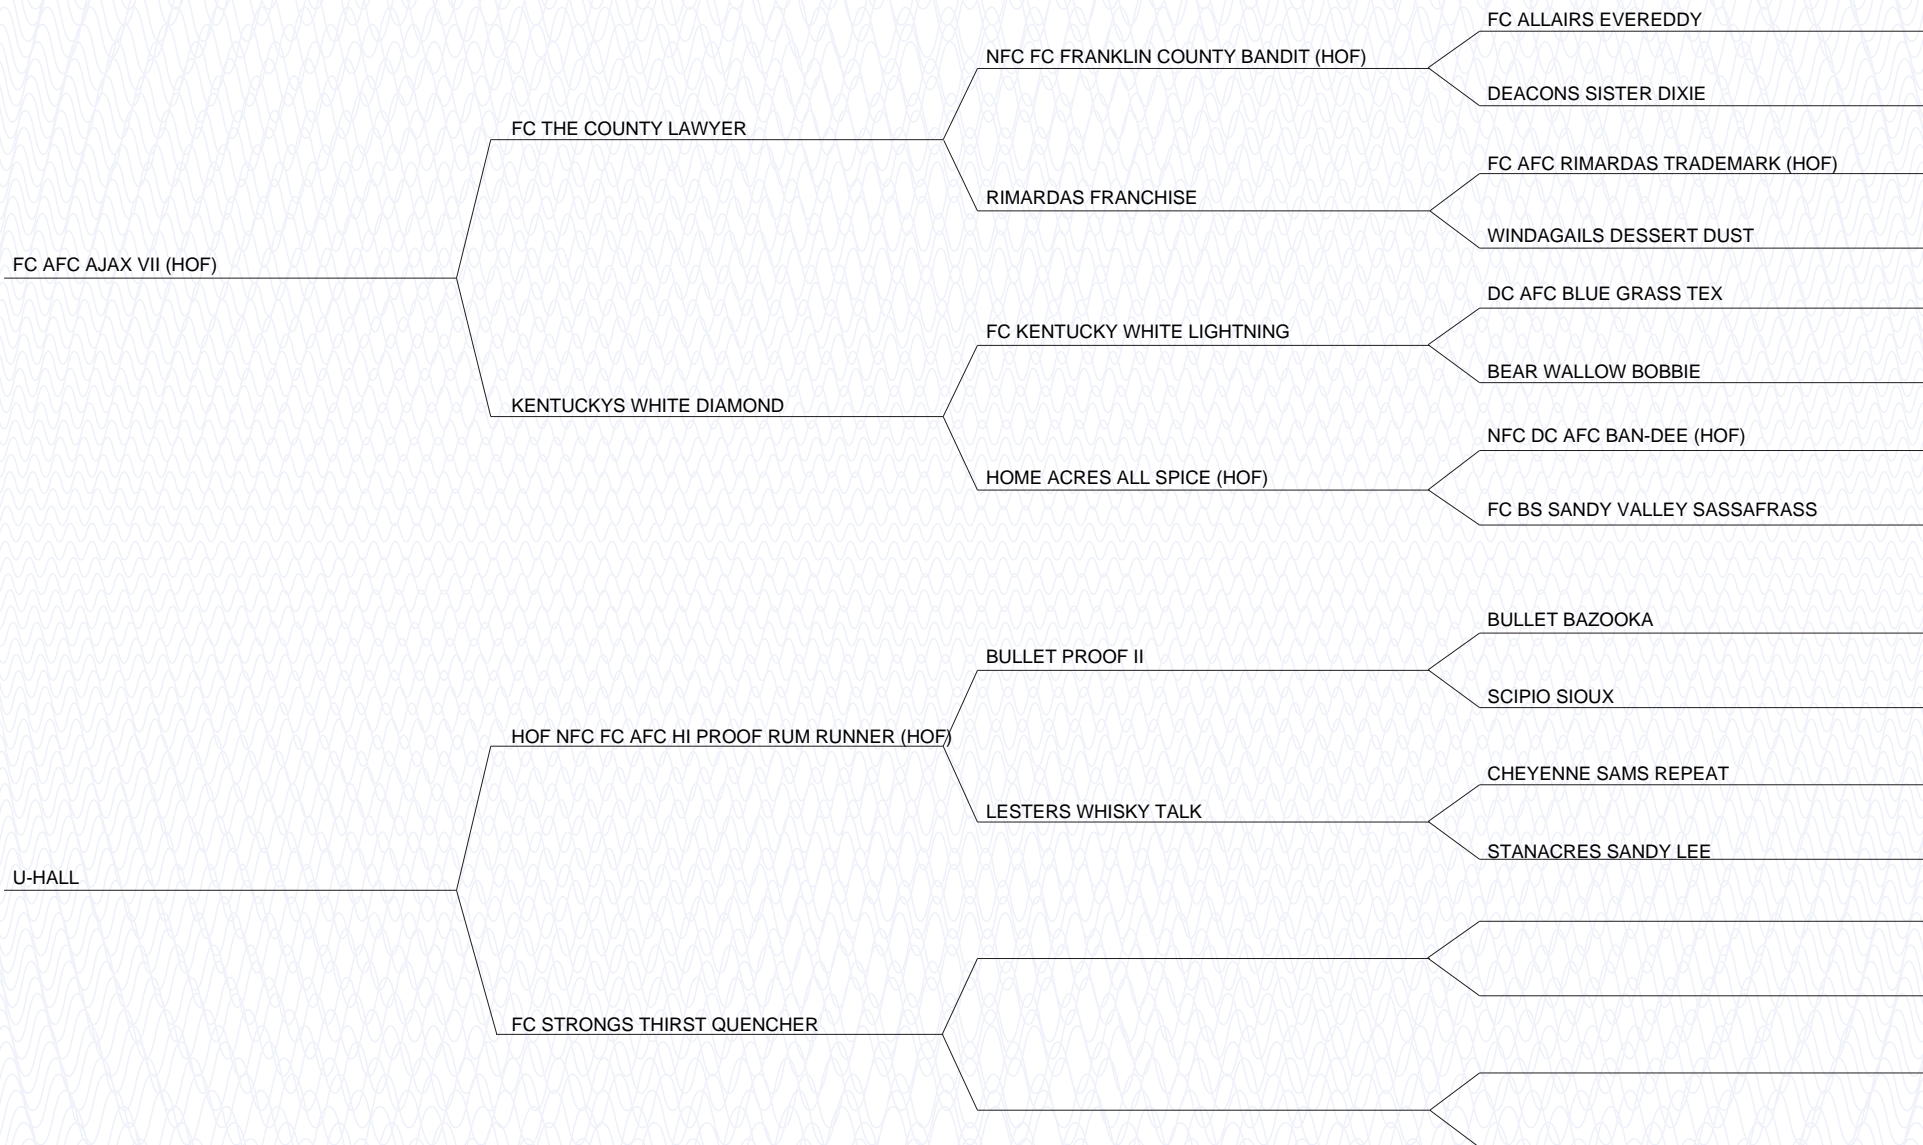 FC ALLAIRS EVEREDDY
NFC FC FRANKLIN COUNTY BANDIT (HOF)
DEACONS SISTER DIXIE
FC THE COUNTY LAWYER
FC AFC RIMARDAS TRADEMARK (HOF)
RIMARDAS FRANCHISE
WINDAGAILS DESSERT DUST
FC AFC AJAX VII (HOF)
DC AFC BLUE GRASS TEX
FC KENTUCKY WHITE LIGHTNING
BEAR WALLOW BOBBIE
KENTUCKYS WHITE DIAMOND
NFC DC AFC BAN-DEE (HOF)
HOME ACRES ALL SPICE (HOF)
FC BS SANDY VALLEY SASSAFRASS
BULLET BAZOOKA
BULLET PROOF II
SCIPIO SIOUX
HOF NFC FC AFC HI PROOF RUM RUNNER (HOF)
CHEYENNE SAMS REPEAT
LESTERS WHISKY TALK
STANACRES SANDY LEE
U-HALL
FC STRONGS THIRST QUENCHER